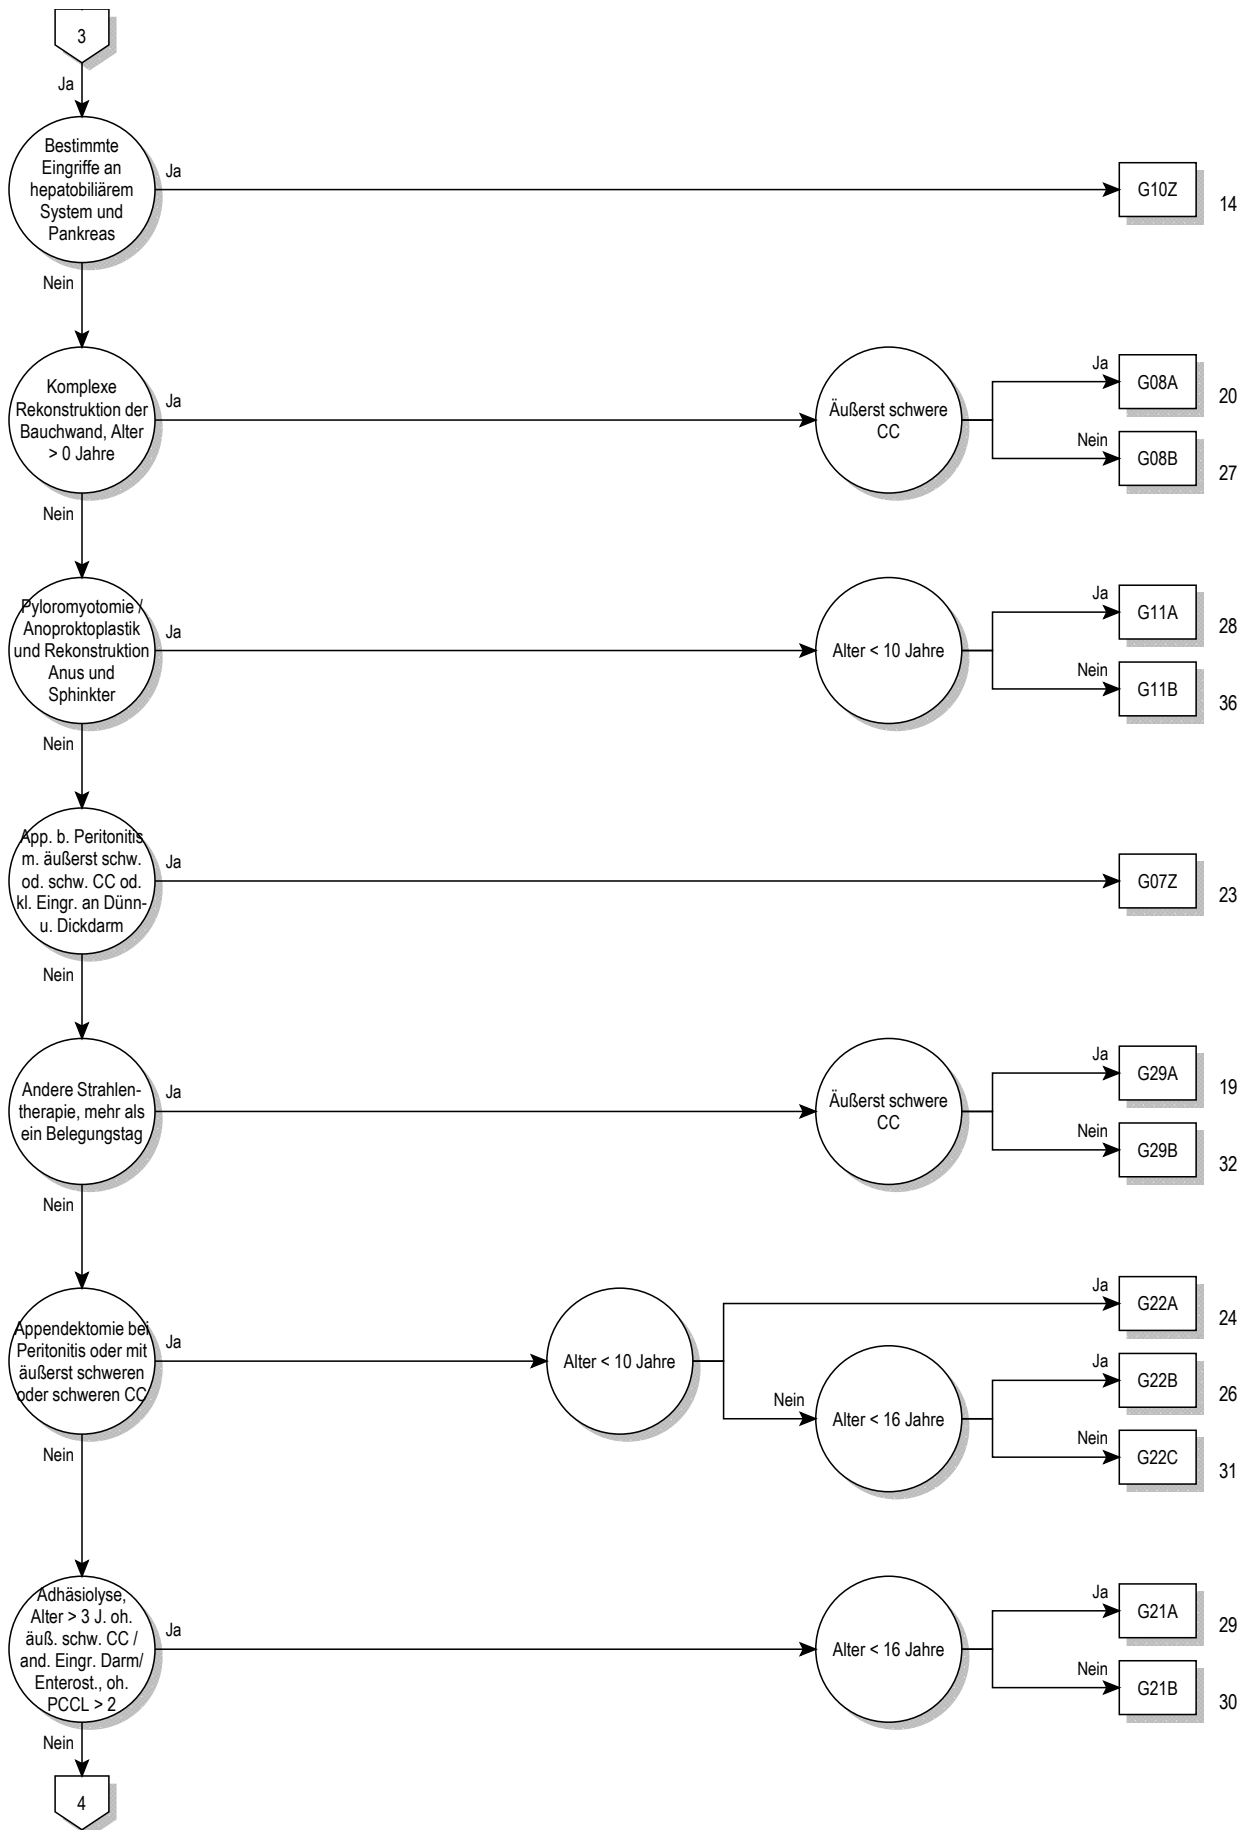 3
Ja
Bestimmte
Eingriffe an
hepatobiliärem
System und
Pankreas
Ja
G10Z
14
Nein
Komplexe
Rekonstruktion der
Bauchwand, Alter
> 0 Jahre
Ja
Äußerst schwere
CC
Ja
G08A
20
Nein
G08B
27
Nein
Pyloromyotomie /
Anoproktoplastik
und Rekonstruktion
Anus und
Sphinkter
Ja
Alter < 10 Jahre
Ja
G11A
28
Nein
G11B
36
Nein
App. b. Peritonitis
m. äußerst schw.
od. schw. CC od.
kl. Eingr. an Dünn-
u. Dickdarm
Ja
G07Z
23
Nein
Andere Strahlen-
therapie, mehr als
ein Belegungstag
Ja
Äußerst schwere
CC
Ja
G29A
19
Nein
G29B
32
Nein
Appendektomie bei
Peritonitis oder mit
äußerst schweren
oder schweren CC
Ja
Alter < 10 Jahre
Ja
G22A
24
Nein
Alter < 16 Jahre
Ja
G22B
26
Nein
G22C
31
Nein
Adhäsiolyse,
Alter > 3 J. oh.
äuß. schw. CC /
and. Eingr. Darm/
Enterost., oh.
PCCL > 2
Ja
Alter < 16 Jahre
Ja
G21A
29
Nein
G21B
30
Nein
4